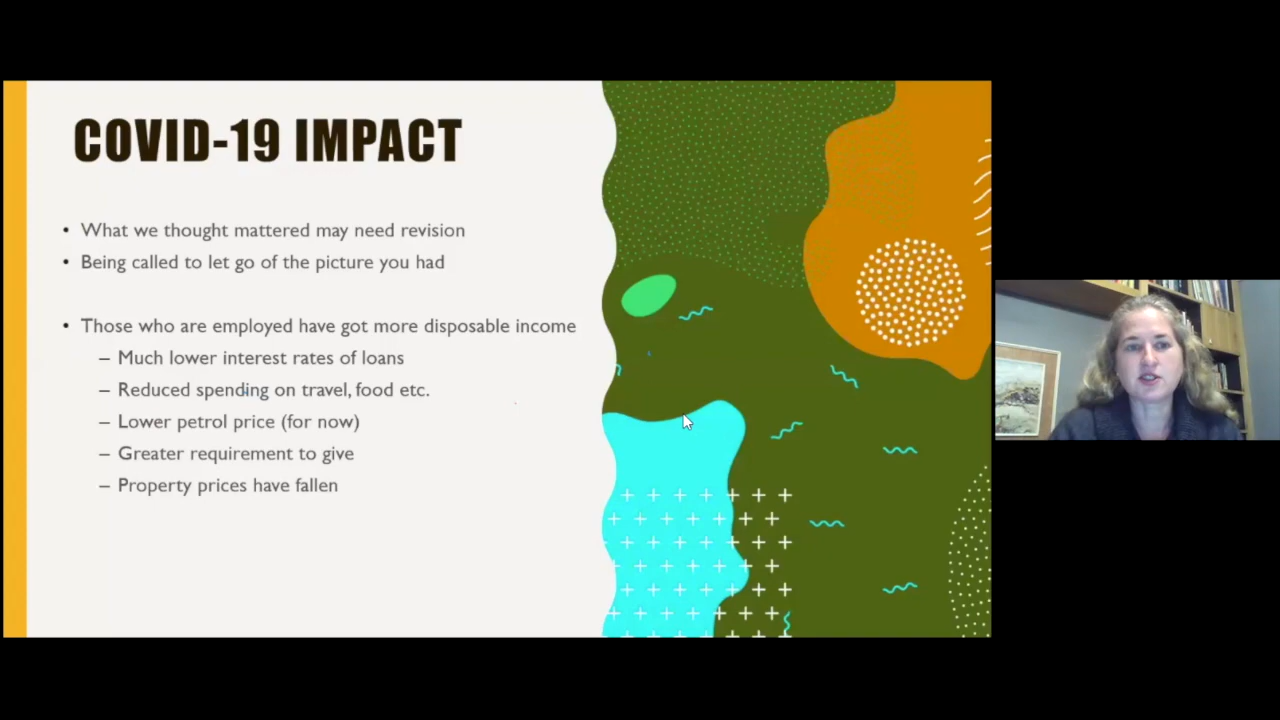 COVID-19 IMPACT
• What we thought mattered may need revision
• Being called to let go of the picture you had
• Those who are employed have got more disposable income
– Much lower interest rates of loans
– Reduced spending on travel, food etc.
– Lower petrol price (for now)
– Greater requirement to give
– Property prices have fallen